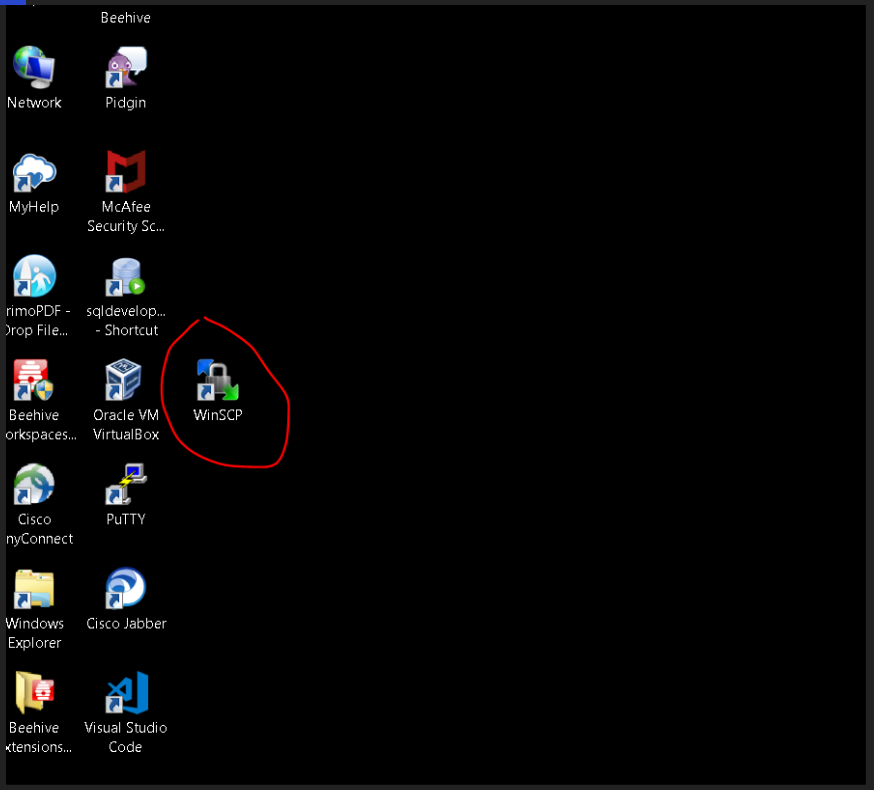 Beehive
Network
Pidgin
MyHelp
McAfee
Security Sc...
rimoPDF -
Drop File...
sqldevelop...
- Shortcut
Beehive
orkspaces...
Oracle VM
VirtualBox
WinSCP
Cisco
nyConnect
PuTTY
Windows
Explorer
Cisco Jabber
Beehive
xtensions...
Visual Studio
Code